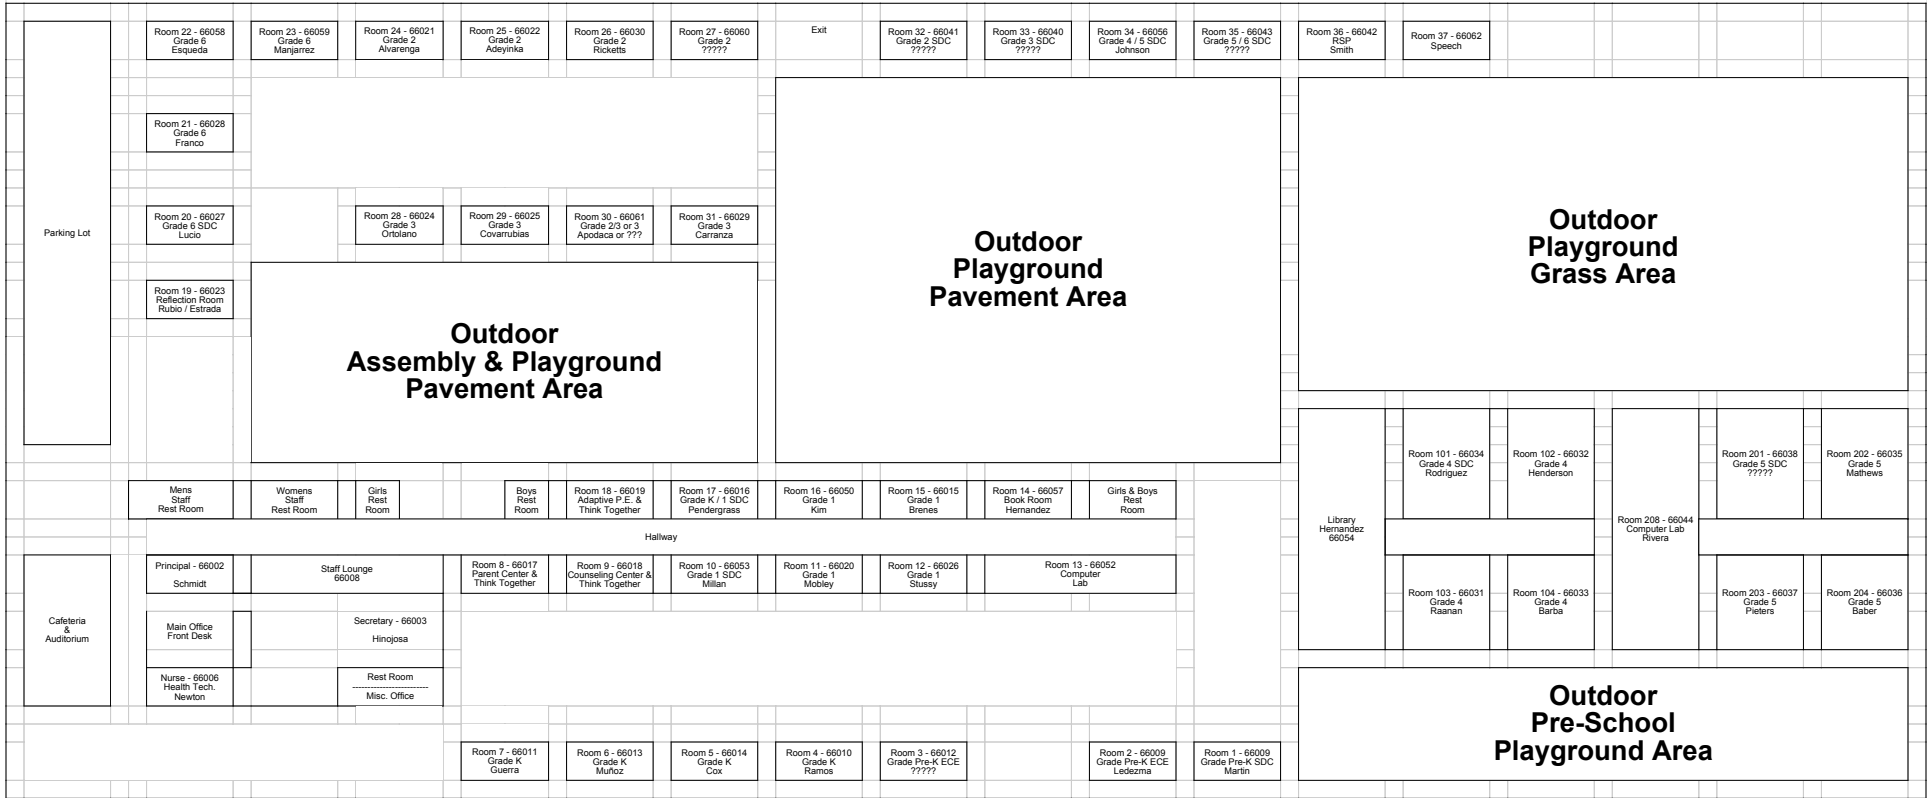 Room 22 - 66058
Grade 6
Esqueda
Room 23 - 66059
Grade 6
Manjarrez
Room 24 - 66021
Grade 2
Alvarenga
Room 25 - 66022
Grade 2
Adeyinka
Room 26 - 66030
Grade 2
Ricketts
Room 27 - 66060
Grade 2
?????
Exit
Room 32 - 66041
Grade 2 SDC
?????
Room 33 - 66040
Grade 3 SDC
?????
Room 34 - 66056
Grade 4 / 5 SDC
Johnson
Room 35 - 66043
Grade 5 / 6 SDC
?????
Room 36 - 66042
RSP
Smith
Room 37 - 66062
Speech
Room 21 - 66028
Grade 6
Franco
Parking Lot
Room 20 - 66027
Grade 6 SDC
Lucio
Room 28 - 66024
Grade 3
Ortolano
Room 29 - 66025
Grade 3
Covarrubias
Room 30 - 66061
Grade 2/3 or 3
Apodaca or ???
Room 31 - 66029
Grade 3
Carranza
Outdoor
Playground
Pavement Area
Outdoor
Playground
Grass Area
Room 19 - 66023
Reflection Room
Rubio / Estrada
Outdoor
Assembly & Playground
Pavement Area
Mens
Staff
Rest Room
Womens
Staff
Rest Room
Girls
Rest
Room
Boys
Rest
Room
Room 18 - 66019
Adaptive P.E. &
Think Together
Room 17 - 66016
Grade K / 1 SDC
Pendergrass
Room 16 - 66050
Grade 1
Kim
Room 15 - 66015
Grade 1
Brenes
Room 14 - 66057
Book Room
Hernandez
Girls & Boys
Rest
Room
Library
Hernandez
66054
Room 101 - 66034
Grade 4 SDC
Rodriguez
Room 102 - 66032
Grade 4
Henderson
Room 208 - 66044
Computer Lab
Rivera
Room 201 - 66038
Grade 5 SDC
?????
Room 202 - 66035
Grade 5
Mathews
Hallway
Cafeteria
&
Auditorium
Principal - 66002
Schmidt
Staff Lounge
66008
Room 8 - 66017
Parent Center &
Think Together
Room 9 - 66018
Counseling Center &
Think Together
Room 10 - 66053
Grade 1 SDC
Millan
Room 11 - 66020
Grade 1
Mobley
Room 12 - 66026
Grade 1
Stussy
Room 13 - 66052
Computer
Lab
Room 103 - 66031
Grade 4
Raanan
Room 104 - 66033
Grade 4
Barba
Room 203 - 66037
Grade 5
Pieters
Room 204 - 66036
Grade 5
Baber
Main Office
Front Desk
Secretary - 66003
Hinojosa
Nurse - 66006
Health Tech.
Newton
Rest Room
--------------------------
Misc. Office
Room 7 - 66011
Grade K
Guerra
Room 6 - 66013
Grade K
Muñoz
Room 5 - 66014
Grade K
Cox
Room 4 - 66010
Grade K
Ramos
Room 3 - 66012
Grade Pre-K ECE
?????
Room 2 - 66009
Grade Pre-K ECE
Ledezma
Room 1 - 66009
Grade Pre-K SDC
Martin
Outdoor
Pre-School
Playground Area